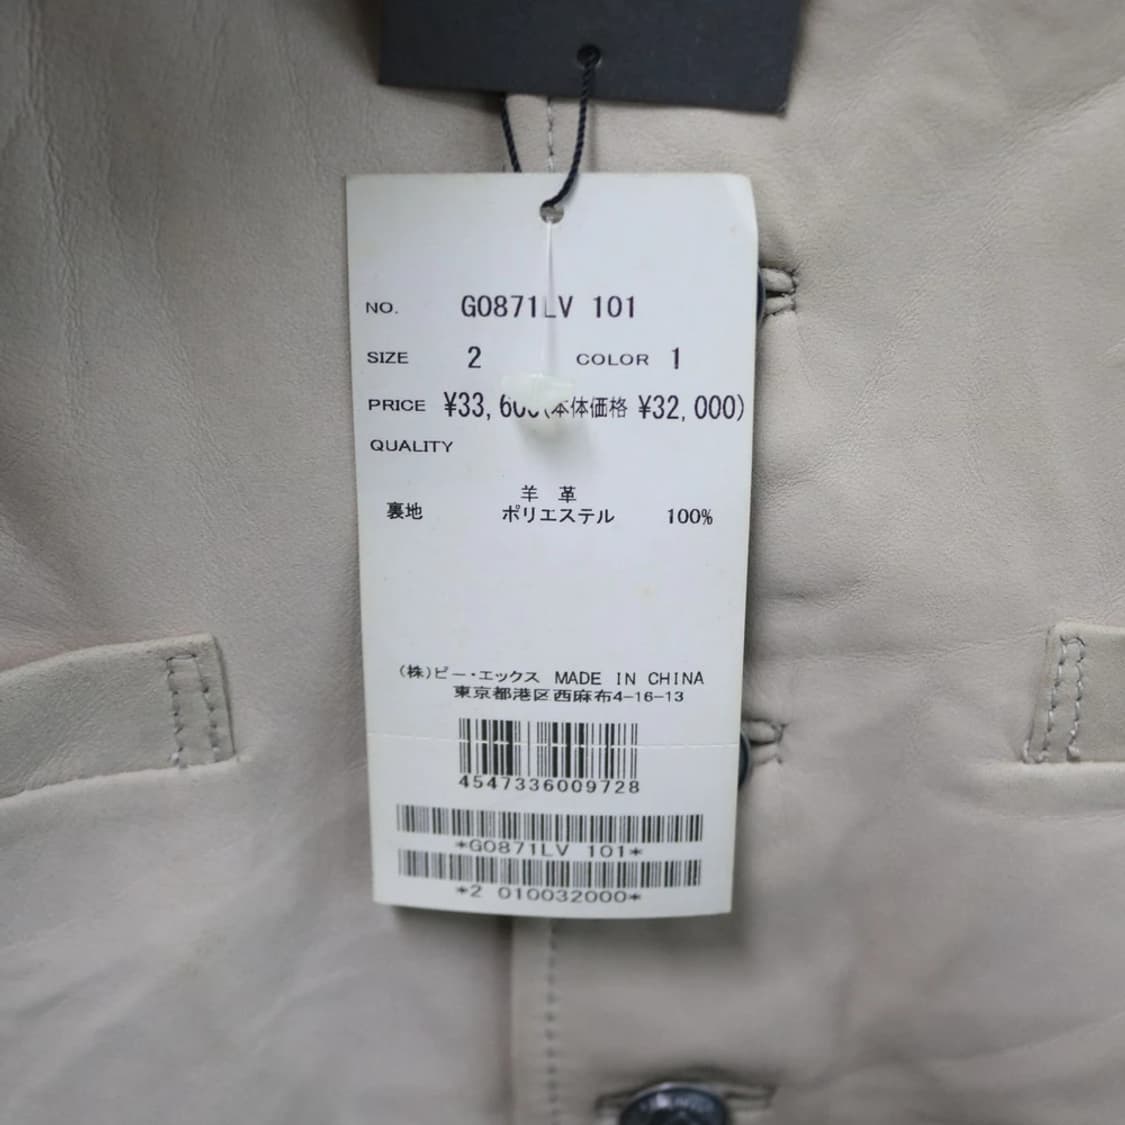 NO. G0871LV 101
SIZE 2 COLOR 1
PRICE (本体価格 ¥32,000)
QUALITY
羊 革
裏地 ポリエステル 100%
(株)ビー・エックス MADE IN CHINA
東京都港区西麻布4-16-13
4547336009728
*G0871LV 101*
*2 010032000*